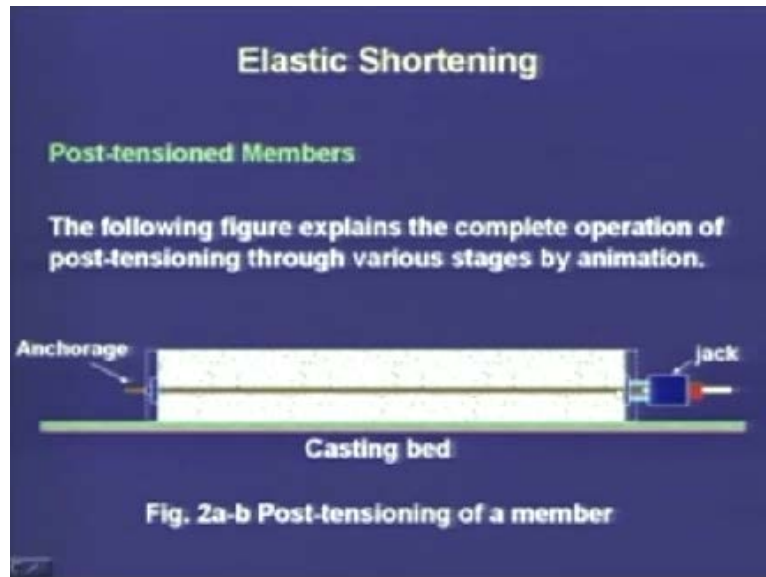 Elastic Shortening
Post-tensioned Members
The following figure explains the complete operation of
post-tensioning through various stages by animation.
Anchorage
jack
Casting bed
Fig. 2a-b Post-tensioning of a member